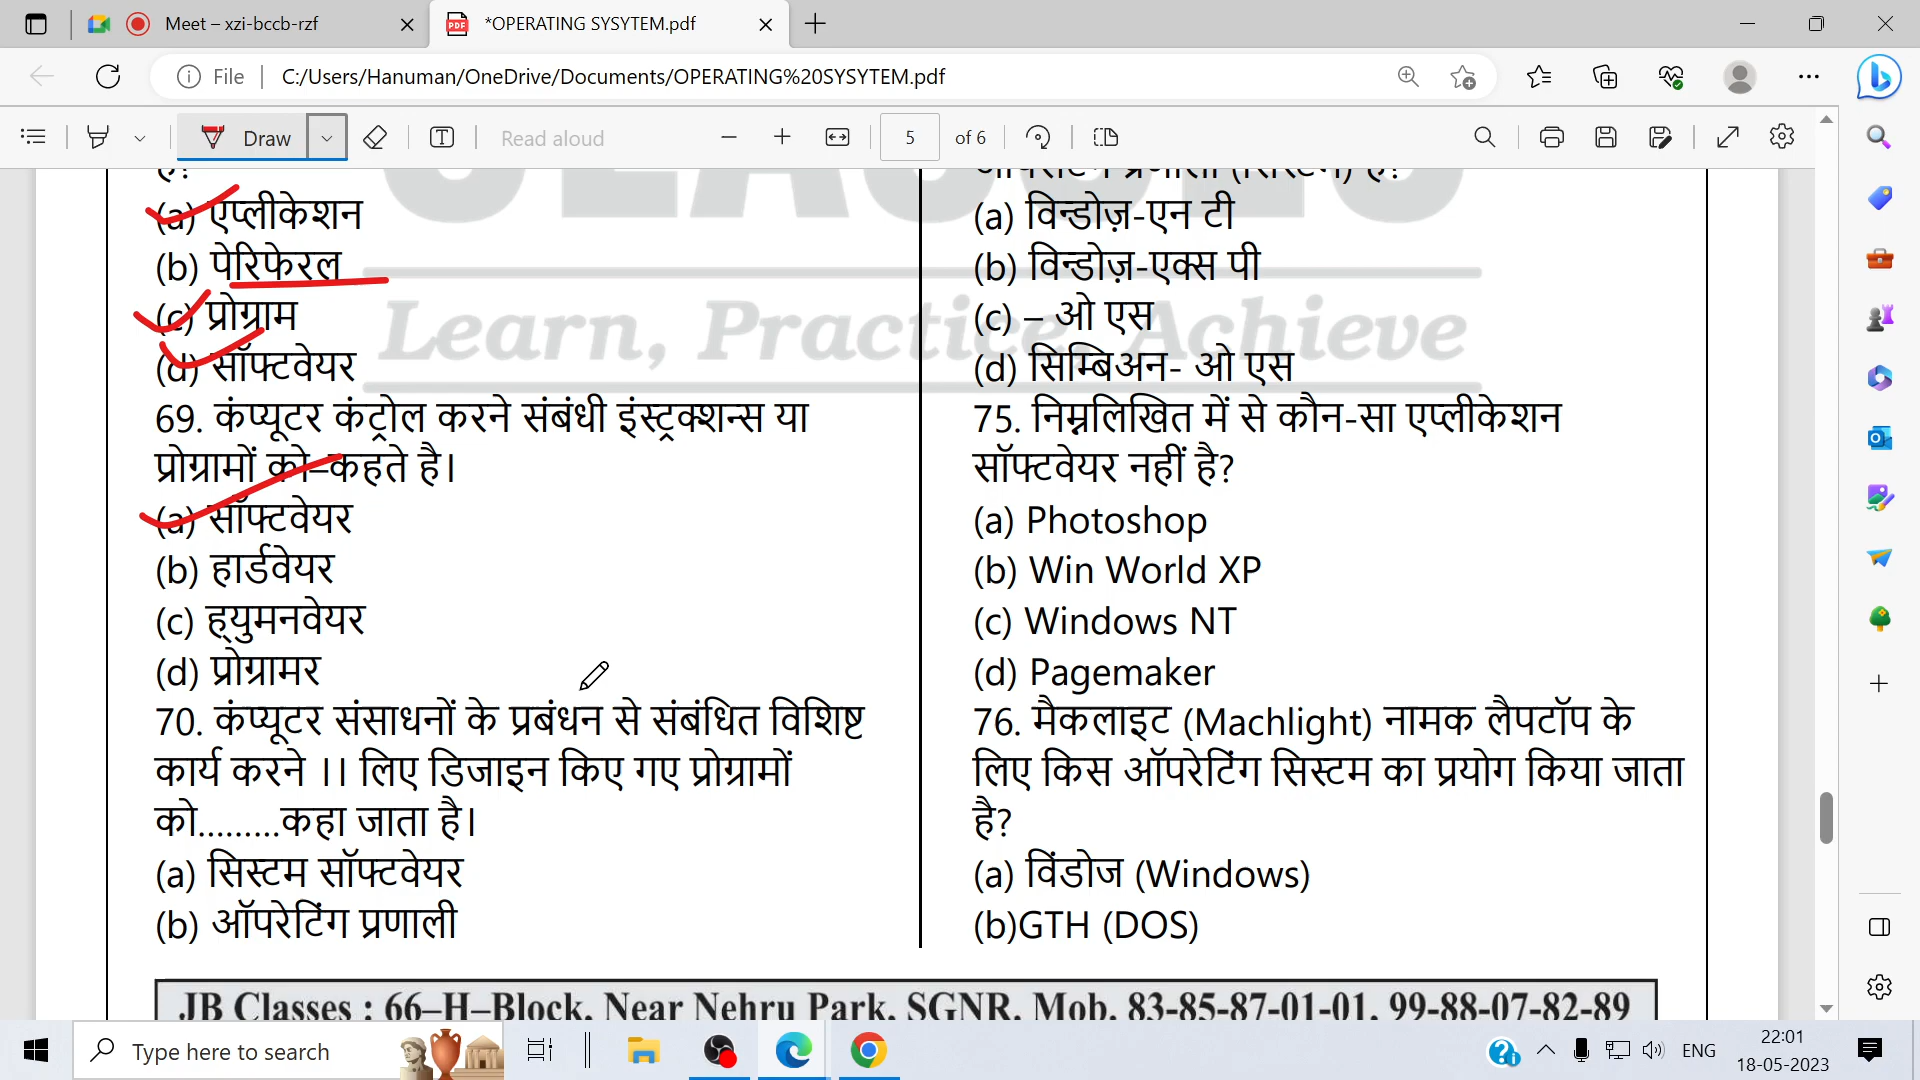 Meet – xzi-bccb-rzf
*OPERATING SYSYTEM.pdf
File
C:/Users/Hanuman/OneDrive/Documents/OPERATING%20SYSYTEM.pdf
Draw
Read aloud
5 of 6
है?
(a) एप्लीकेशन
(b) पेरिफेरल
(c) प्रोग्राम
(d) सॉफ्टवेयर
69. कंप्यूटर कंट्रोल करने संबंधी इंस्ट्रक्शन्स या
प्रोग्रामों को–कहते है।
(a) सॉफ्टवेयर
(b) हार्डवेयर
(c) ह्युमनवेयर
(d) प्रोग्रामर
70. कंप्यूटर संसाधनों के प्रबंधन से संबंधित विशिष्ट
कार्य करने ।। लिए डिजाइन किए गए प्रोग्रामों
को.........कहा जाता है।
(a) सिस्टम सॉफ्टवेयर
(b) ऑपरेटिंग प्रणाली
ऑपरेटिंग प्रणाली (सिस्टम) है?
(a) विन्डोज़-एन टी
(b) विन्डोज़-एक्स पी
(c) – ओ एस
(d) सिम्बिअन- ओ एस
75. निम्नलिखित में से कौन-सा एप्लीकेशन
सॉफ्टवेयर नहीं है?
(a) Photoshop
(b) Win World XP
(c) Windows NT
(d) Pagemaker
76. मैकलाइट (Machlight) नामक लैपटॉप के
लिए किस ऑपरेटिंग सिस्टम का प्रयोग किया जाता
है?
(a) विंडोज (Windows)
(b)GTH (DOS)
CLASSES
Learn, Practice, Achieve
JB Classes : 66–H–Block, Near Nehru Park, SGNR. Mob. 83-85-87-01-01, 99-88-07-82-89
Type here to search
ENG
22:01
18-05-2023